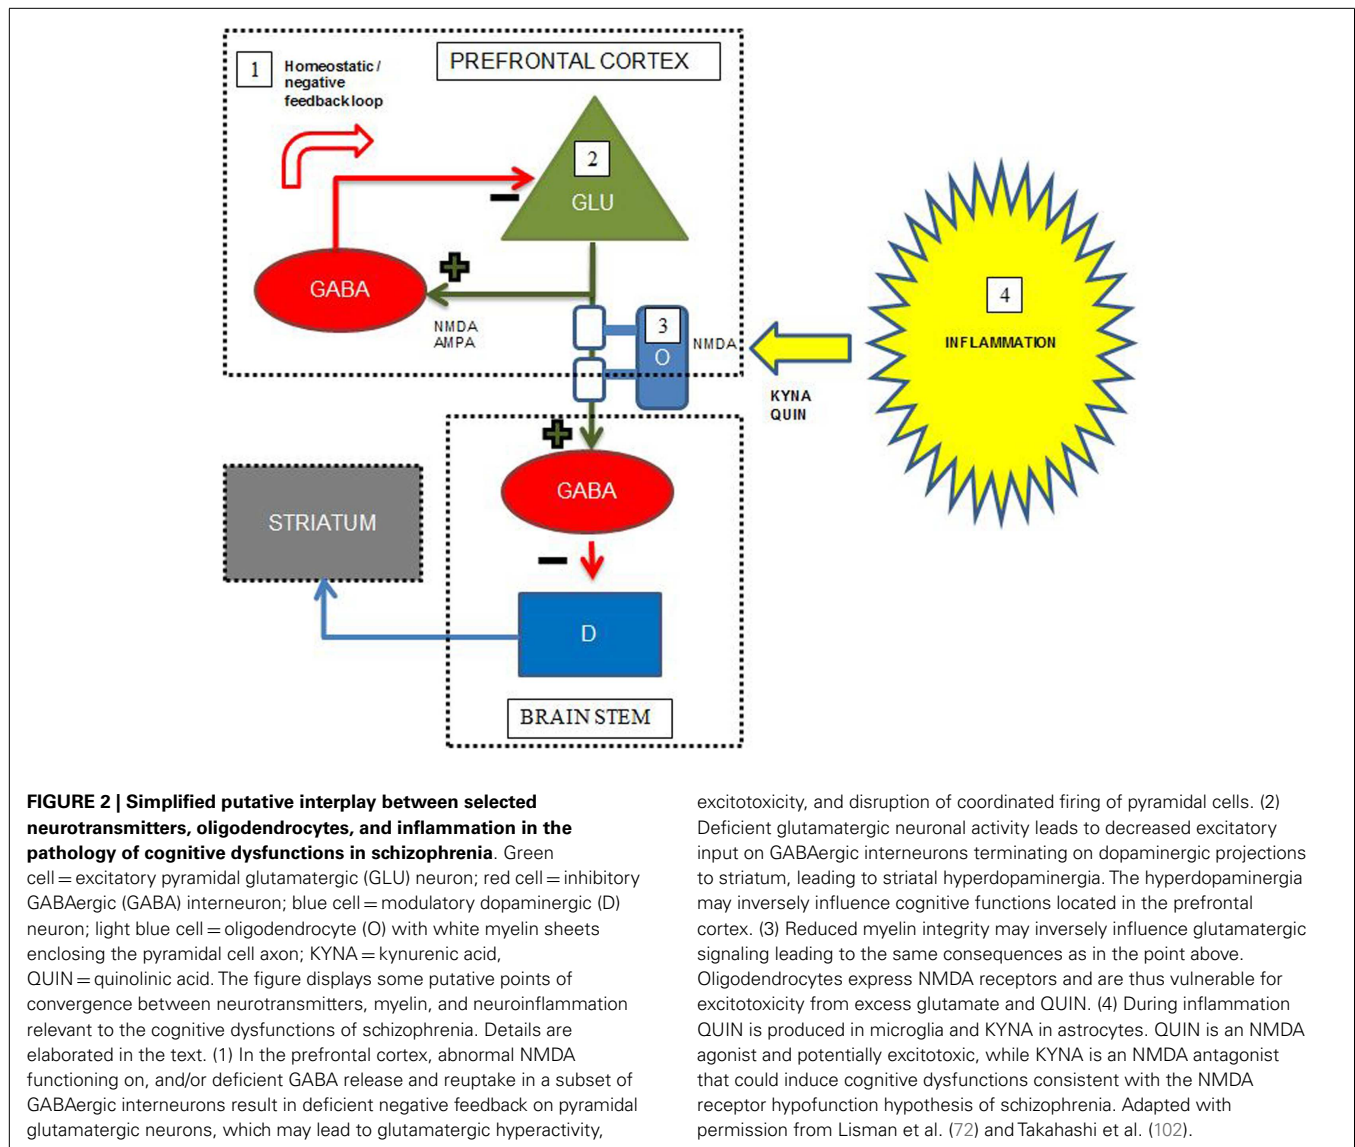 1
Homeostatic /
negative
feedback loop
PREFRONTAL CORTEX
2
GLU
GABA
NMDA
AMPA
3
O
NMDA
4
INFLAMMATION
KYNA
QUIN
GABA
STRIATUM
D
BRAIN STEM
FIGURE 2 | Simplified putative interplay between selected
neurotransmitters, oligodendrocytes, and inflammation in the
pathology of cognitive dysfunctions in schizophrenia. Green
cell = excitatory pyramidal glutamatergic (GLU) neuron; red cell = inhibitory
GABAergic (GABA) interneuron; blue cell = modulatory dopaminergic (D)
neuron; light blue cell = oligodendrocyte (O) with white myelin sheets
enclosing the pyramidal cell axon; KYNA = kynurenic acid,
QUIN = quinolinic acid. The figure displays some putative points of
convergence between neurotransmitters, myelin, and neuroinflammation
relevant to the cognitive dysfunctions of schizophrenia. Details are
elaborated in the text. (1) In the prefrontal cortex, abnormal NMDA
functioning on, and/or deficient GABA release and reuptake in a subset of
GABAergic interneurons result in deficient negative feedback on pyramidal
glutamatergic neurons, which may lead to glutamatergic hyperactivity,
excitotoxicity, and disruption of coordinated firing of pyramidal cells. (2)
Deficient glutamatergic neuronal activity leads to decreased excitatory
input on GABAergic interneurons terminating on dopaminergic projections
to striatum, leading to striatal hyperdopaminergia. The hyperdopaminergia
may inversely influence cognitive functions located in the prefrontal
cortex. (3) Reduced myelin integrity may inversely influence glutamatergic
signaling leading to the same consequences as in the point above.
Oligodendrocytes express NMDA receptors and are thus vulnerable for
excitotoxicity from excess glutamate and QUIN. (4) During inflammation
QUIN is produced in microglia and KYNA in astrocytes. QUIN is an NMDA
agonist and potentially excitotoxic, while KYNA is an NMDA antagonist
that could induce cognitive dysfunctions consistent with the NMDA
receptor hypofunction hypothesis of schizophrenia. Adapted with
permission from Lisman et al. (72) and Takahashi et al. (102).